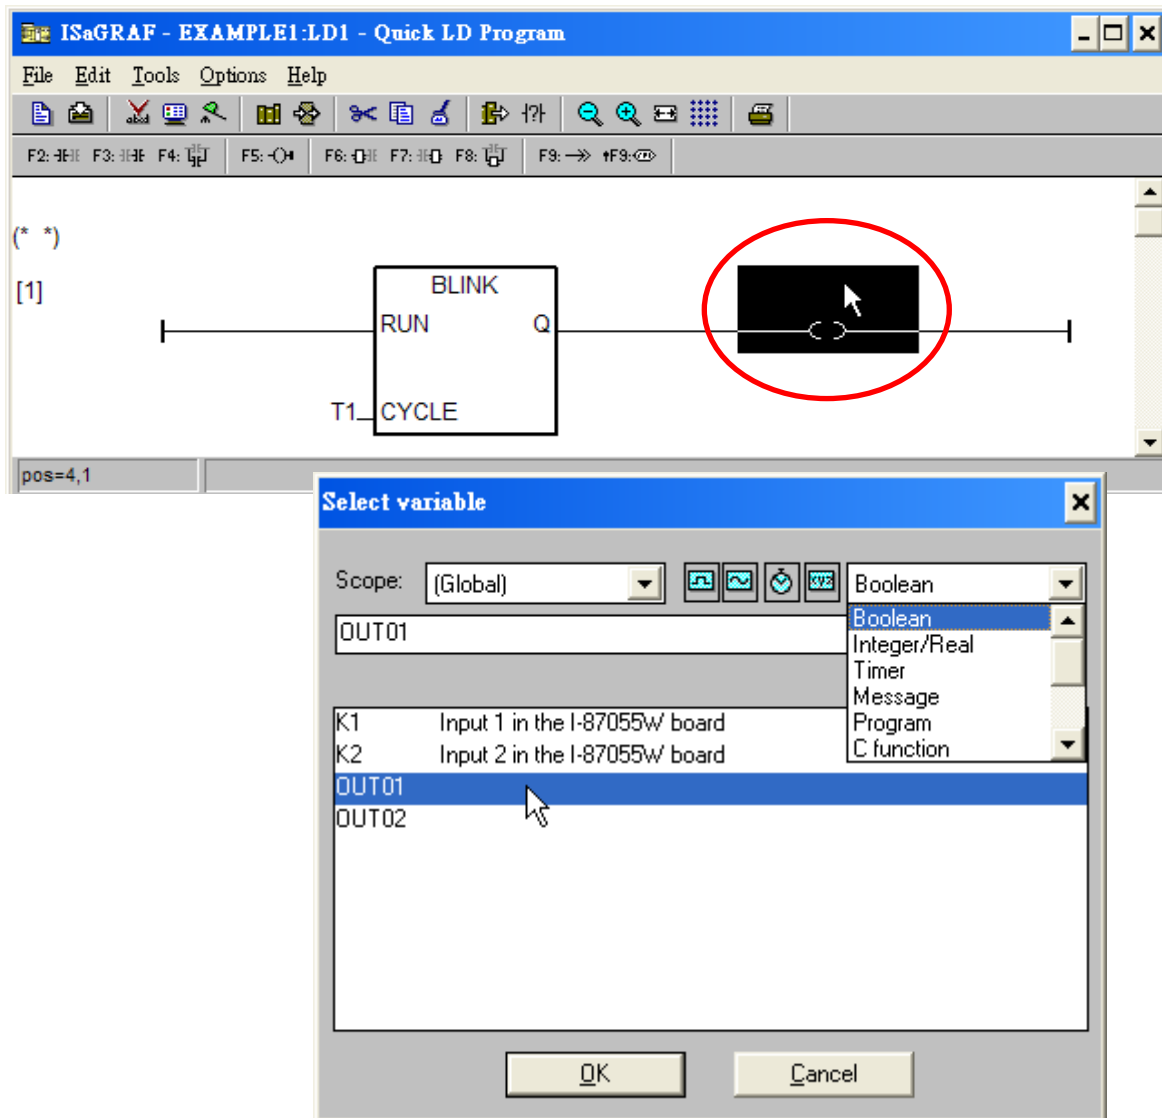 ISaGRAF - EXAMPLE1:LD1 - Quick LD Program
File Edit Tools Options Help
F2: F3: F4: F5: F6: F7: F8: F9: F9:
(* *)
[1]
BLINK
RUN Q
T1 CYCLE
pos=4,1
Select variable
Scope: (Global) xyz Boolean
OUT01
Boolean
Integer/Real
Timer
Message
Program
C function
K1 Input 1 in the I-87055W board
K2 Input 2 in the I-87055W board
OUT01
OUT02
OK Cancel